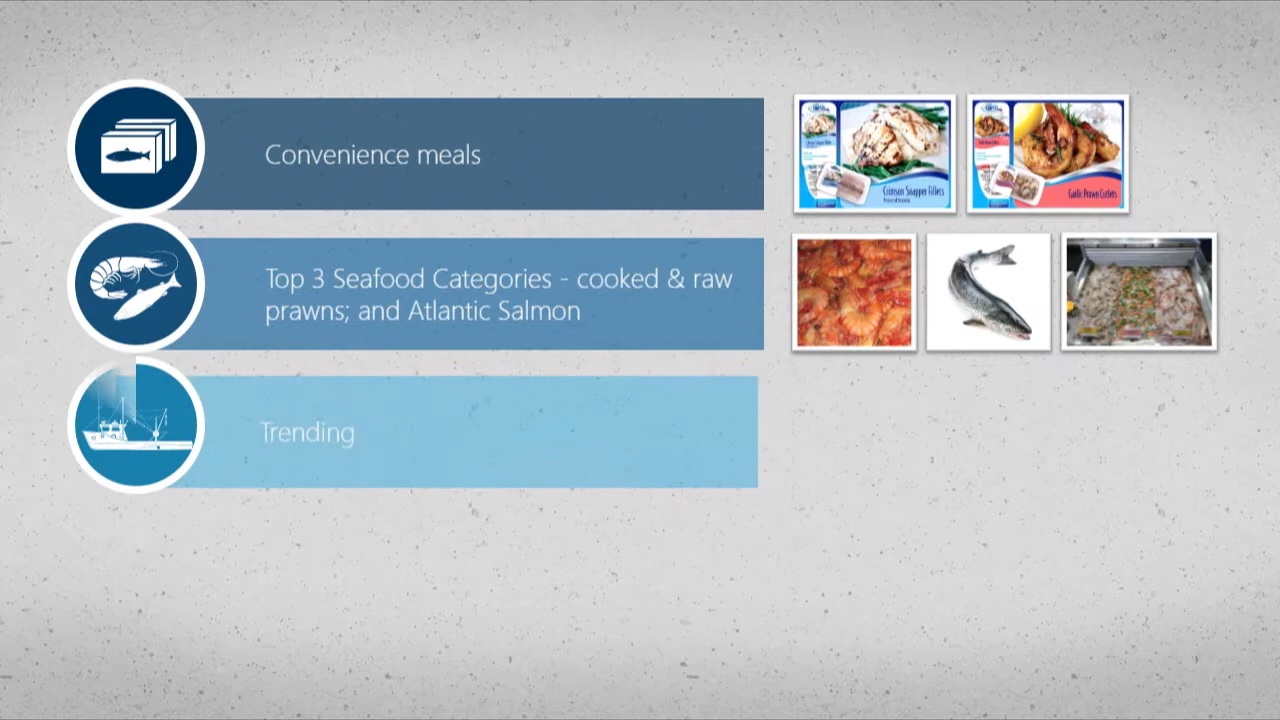 Convenience meals
Crimson Snapper Fillets
Garlic Prawn Cutlets
Top 3 Seafood Categories - cooked & raw
prawns; and Atlantic Salmon
Trending